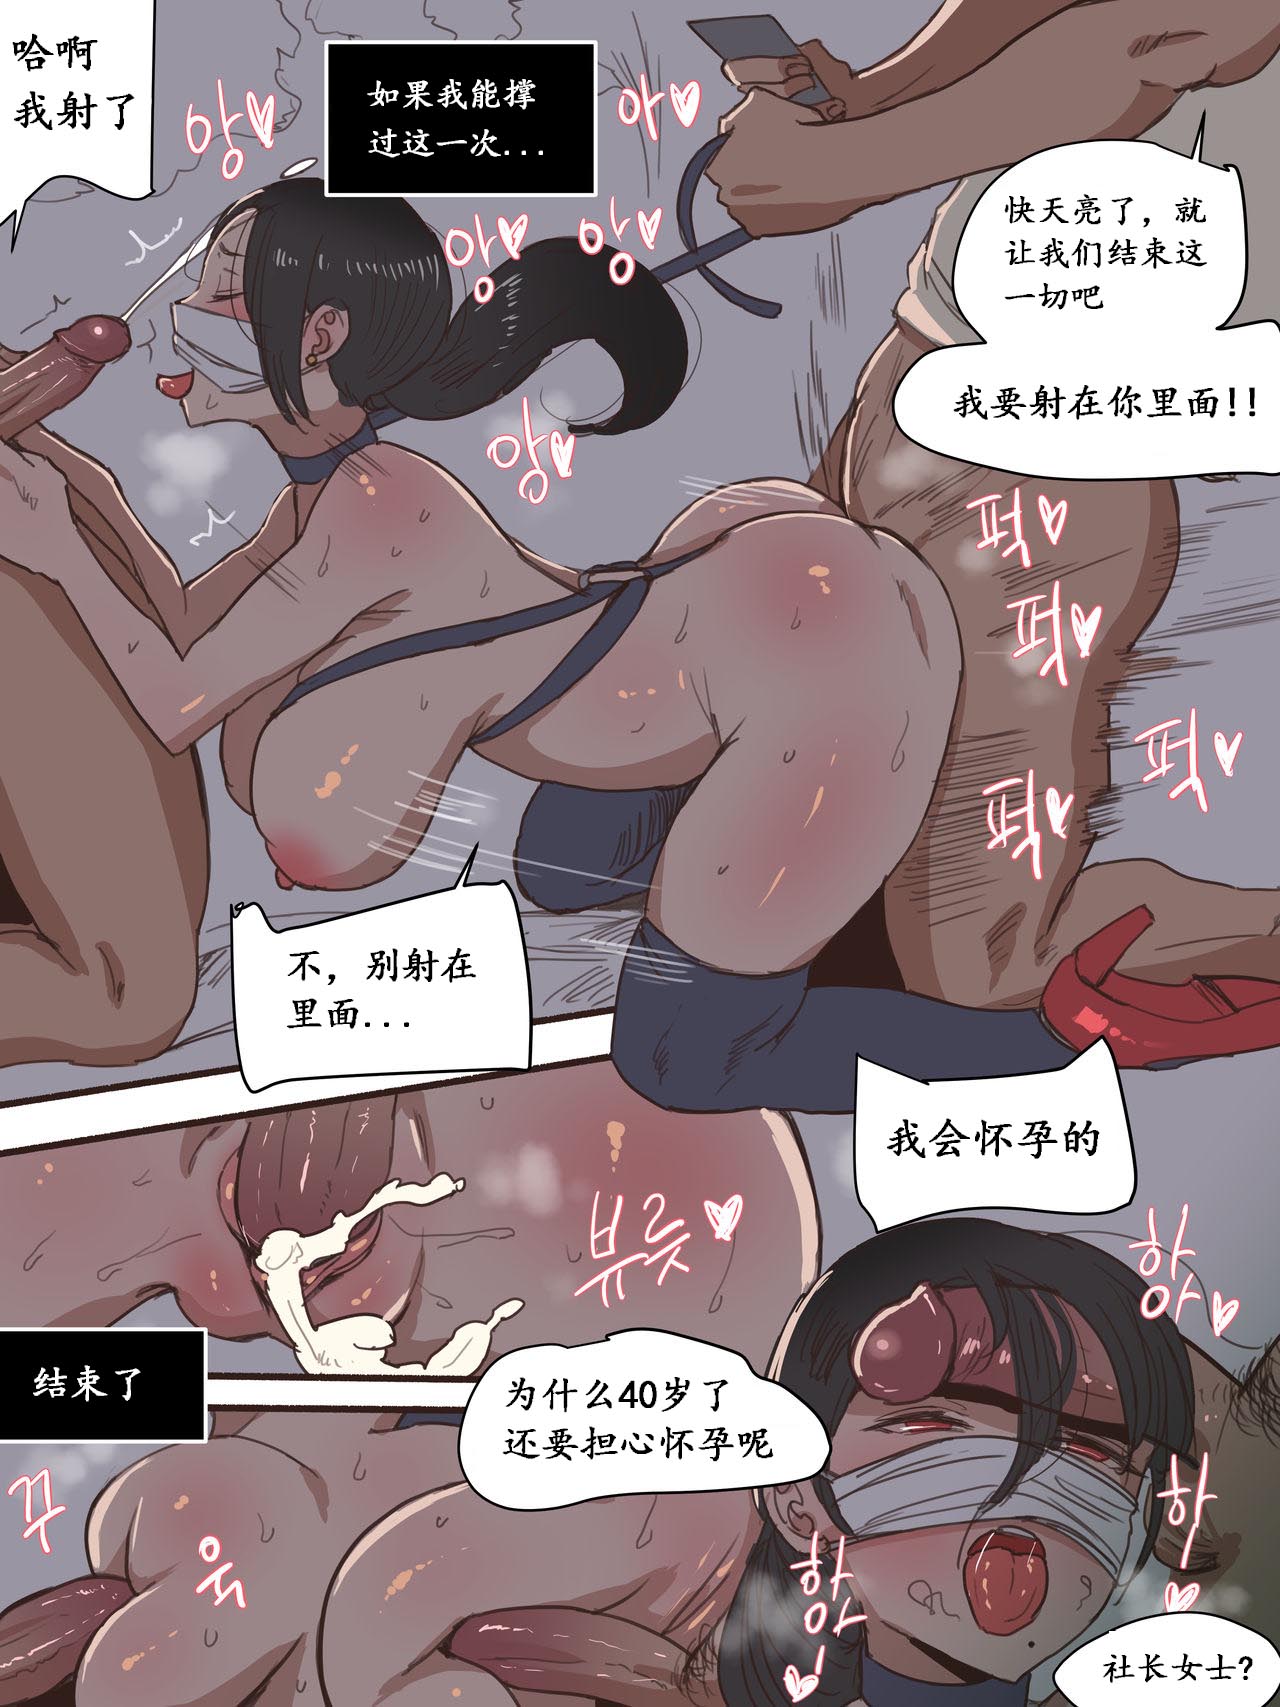 哈啊
我射了
如果我能撑
过这一次...
快天亮了，就
让我们结束这
一切吧
我要射在你里面!!
앙
아
앙
앙
앙
퍽
퍽
퍽
퍽
不，别射在
里面...
我会怀孕的
뷰릇
하앙
结束了
为什么40岁了
还要担心怀孕呢
꾸
욱
하앙
하
社长女士?